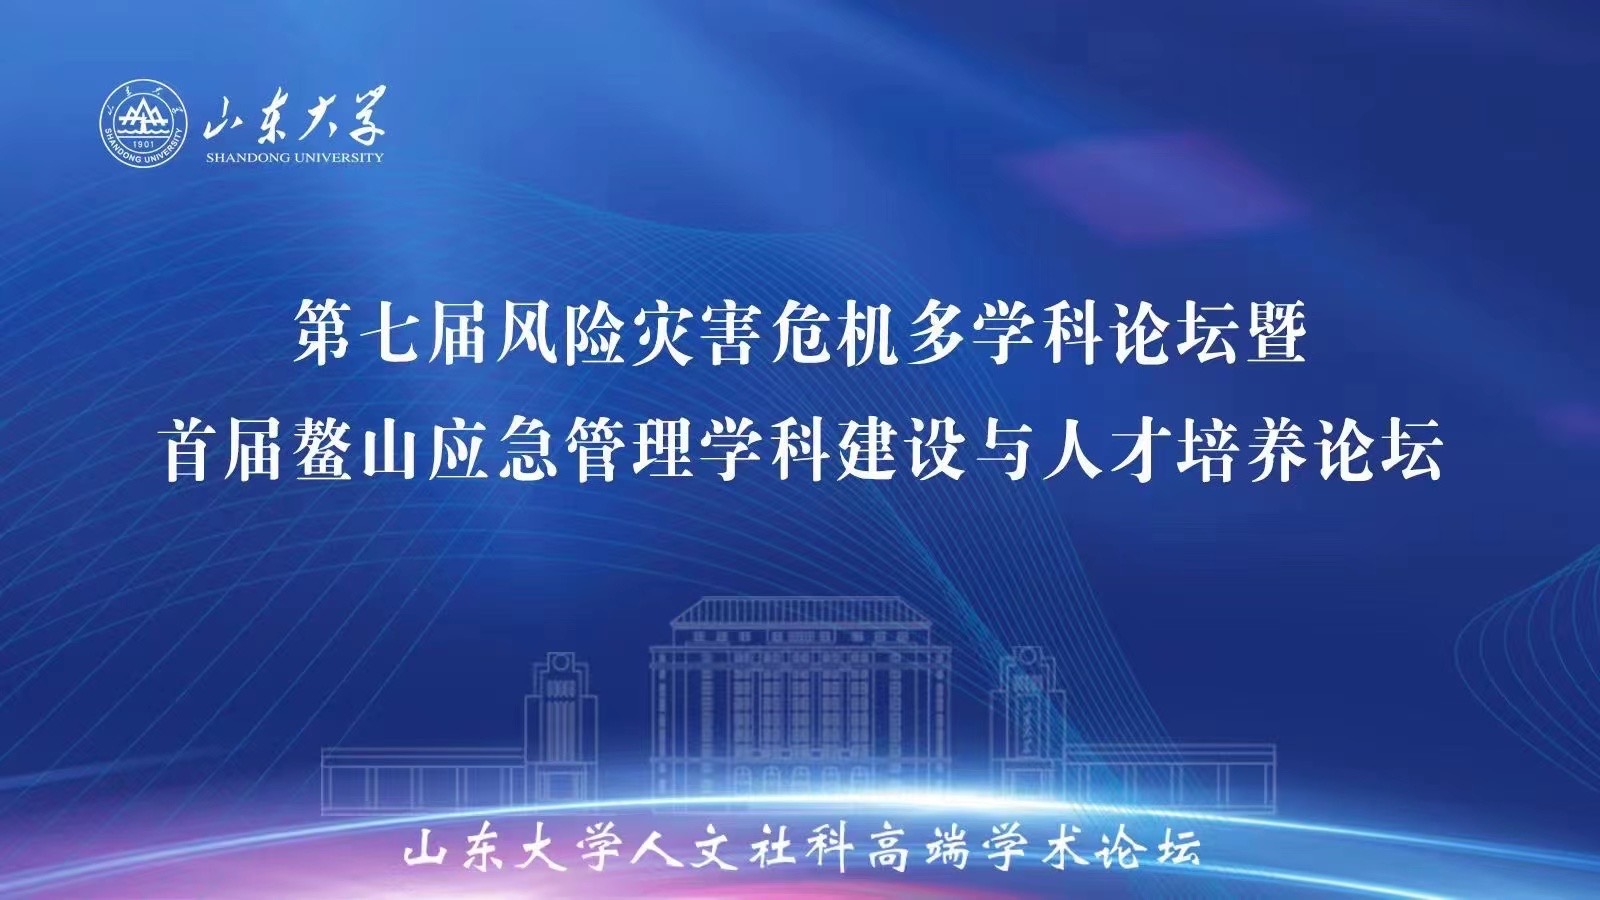 山东大学
SHANDONG UNIVERSITY
1901
SHANDONG UNIVERSITY
第七届风险灾害危机多学科论坛暨
首届鳌山应急管理学科建设与人才培养论坛
山东大学人文社科高端学术论坛